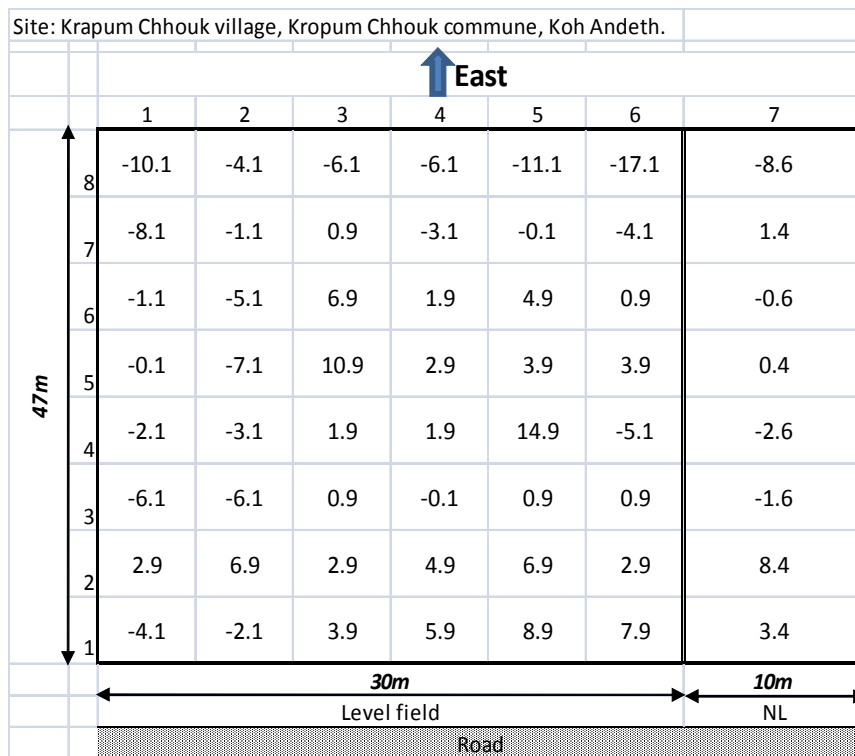 Site: Krapum Chhouk village, Kropum Chhouk commune, Koh Andeth.
East
1 2 3 4 5 6 7
8 -10.1 -4.1 -6.1 -6.1 -11.1 -17.1 -8.6
7 -8.1 -1.1 0.9 -3.1 -0.1 -4.1 1.4
6 -1.1 -5.1 6.9 1.9 4.9 0.9 -0.6
5 -0.1 -7.1 10.9 2.9 3.9 3.9 0.4
47m
4 -2.1 -3.1 1.9 1.9 14.9 -5.1 -2.6
3 -6.1 -6.1 0.9 -0.1 0.9 0.9 -1.6
2 2.9 6.9 2.9 4.9 6.9 2.9 8.4
1 -4.1 -2.1 3.9 5.9 8.9 7.9 3.4
30m 10m
Level field NL
Road